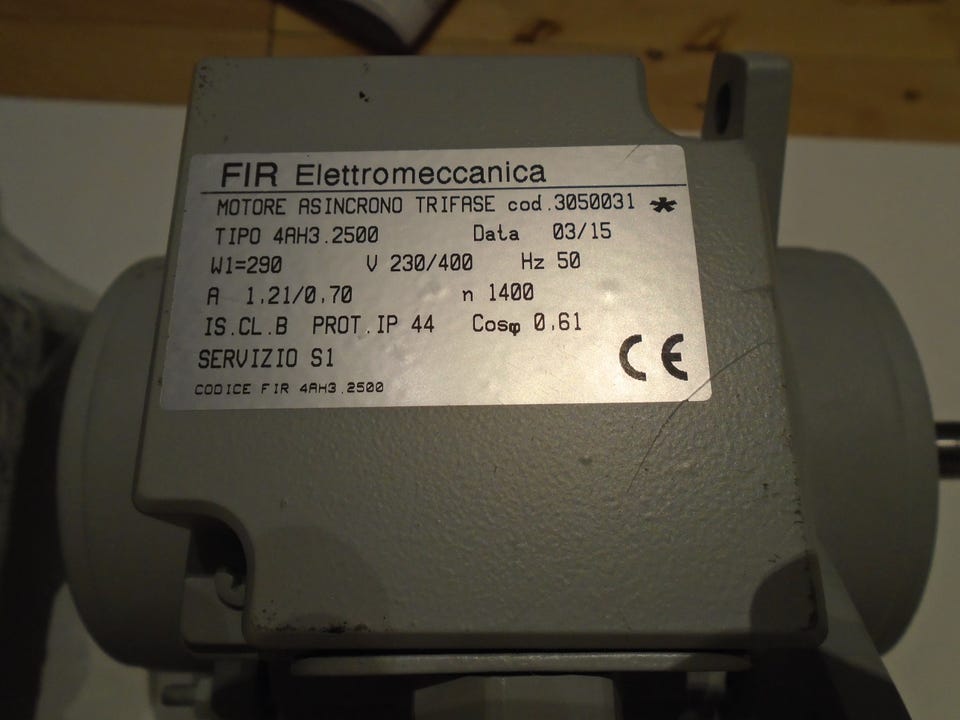 FIR Elettromeccanica
MOTORE ASINCRONO TRIFASE cod.3050031 *
TIPO 4AH3.2500 Data 03/15
W1=290 V 230/400 Hz 50
A 1,21/0,70 n 1400
IS.CL.B PROT.IP 44 Cosφ 0,61
SERVIZIO S1
CE
CODICE FIR 4AH3.2500